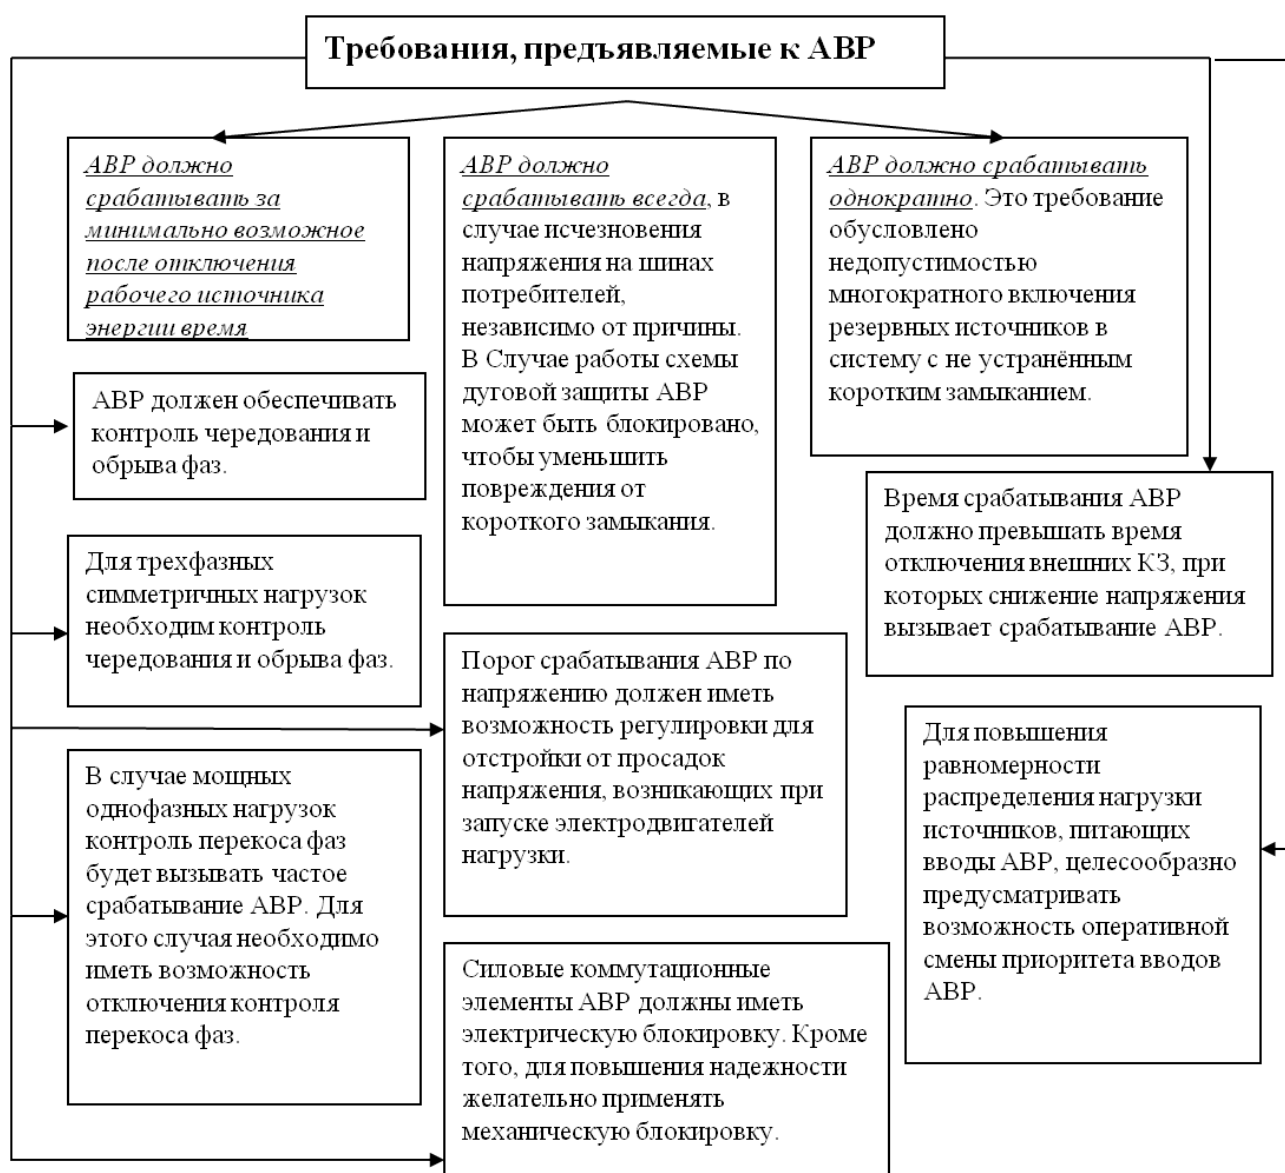 Требования, предъявляемые к АВР
АВР должно
срабатывать за
минимально возможное
после отключения
рабочего источника
энергии время
АВР должно
срабатывать всегда, в
случае исчезновения
напряжения на шинах
потребителей,
независимо от причины.
В Случае работы схемы
дуговой защиты АВР
может быть блокировано,
чтобы уменьшить
повреждения от
короткого замыкания.
АВР должно срабатывать
однократно. Это требование
обусловлено
недопустимостью
многократного включения
резервных источников в
систему с не устранённым
коротким замыканием.
АВР должен обеспечивать
контроль чередования и
обрыва фаз.
Время срабатывания АВР
должно превышать время
отключения внешних КЗ, при
которых снижение напряжения
вызывает срабатывание АВР.
Для трехфазных
симметричных нагрузок
необходим контроль
чередования и обрыва фаз.
Порог срабатывания АВР по
напряжению должен иметь
возможность регулировки для
отстройки от просадок
напряжения, возникающих при
запуске электродвигателей
нагрузки.
Для повышения
равномерности
распределения нагрузки
источников, питающих
вводы АВР, целесообразно
предусматривать
возможность оперативной
смены приоритета вводов
АВР.
В случае мощных
однофазных нагрузок
контроль перекоса фаз
будет вызывать частое
срабатывание АВР. Для
этого случая необходимо
иметь возможность
отключения контроля
перекоса фаз.
Силовые коммутационные
элементы АВР должны иметь
электрическую блокировку. Кроме
того, для повышения надежности
желательно применять
механическую блокировку.